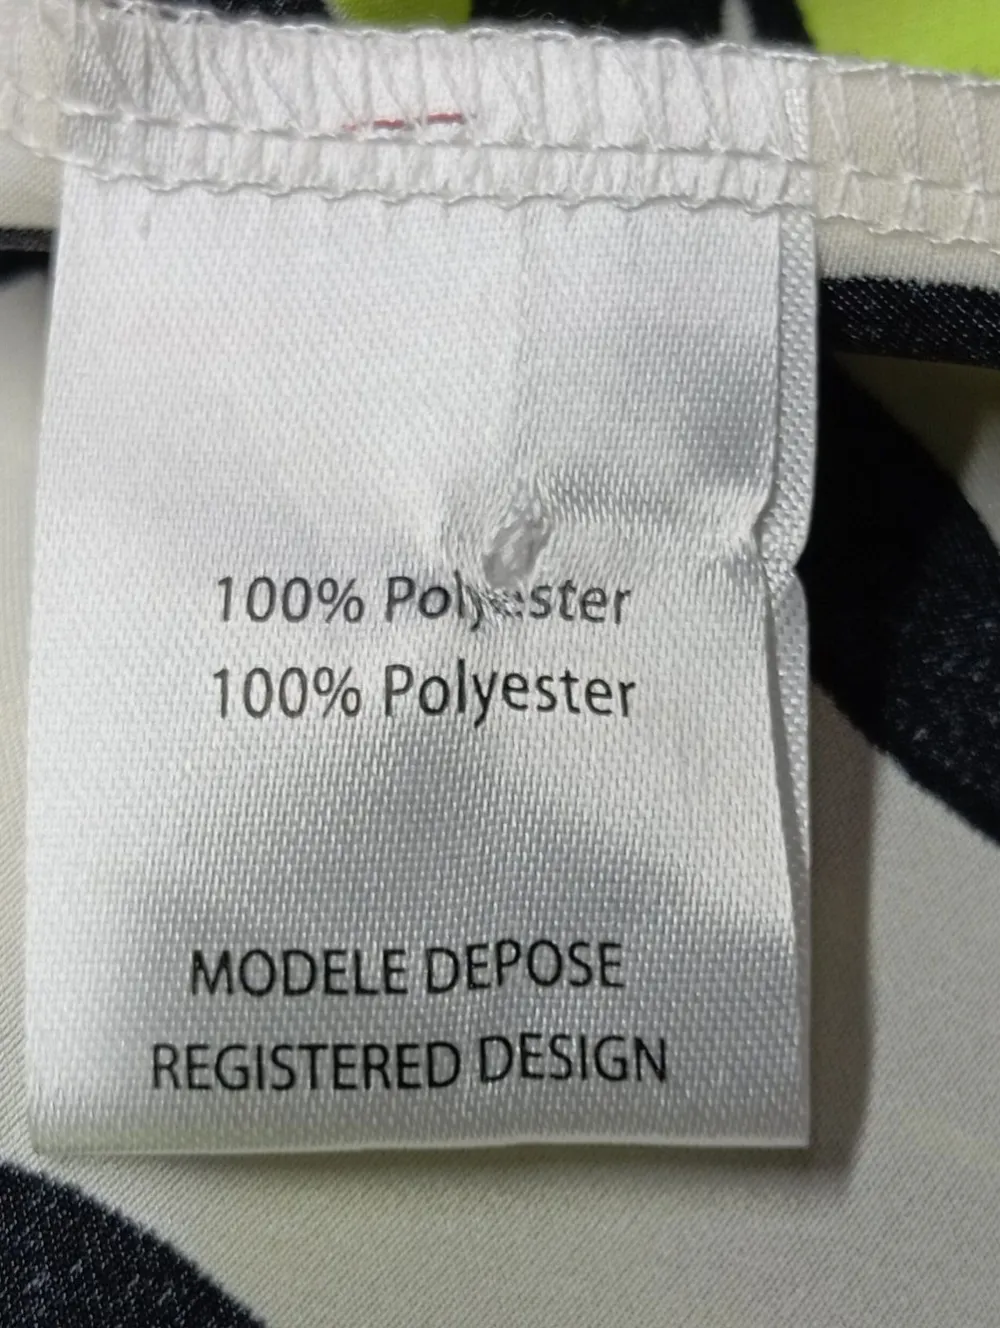 100% Polyester
100% Polyester
MODELE DEPOSE
REGISTERED DESIGN